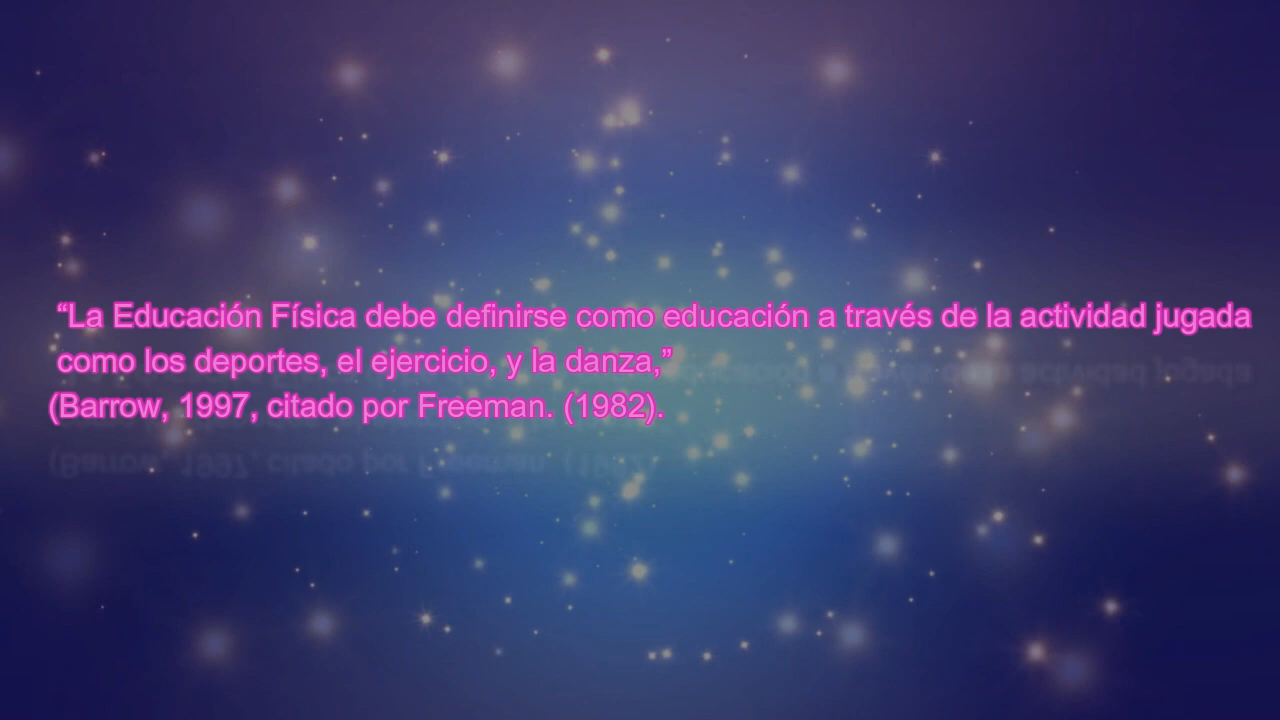 “La Educación Física debe definirse como educación a través de la actividad jugada
como los deportes, el ejercicio, y la danza,”
(Barrow, 1997, citado por Freeman. (1982).